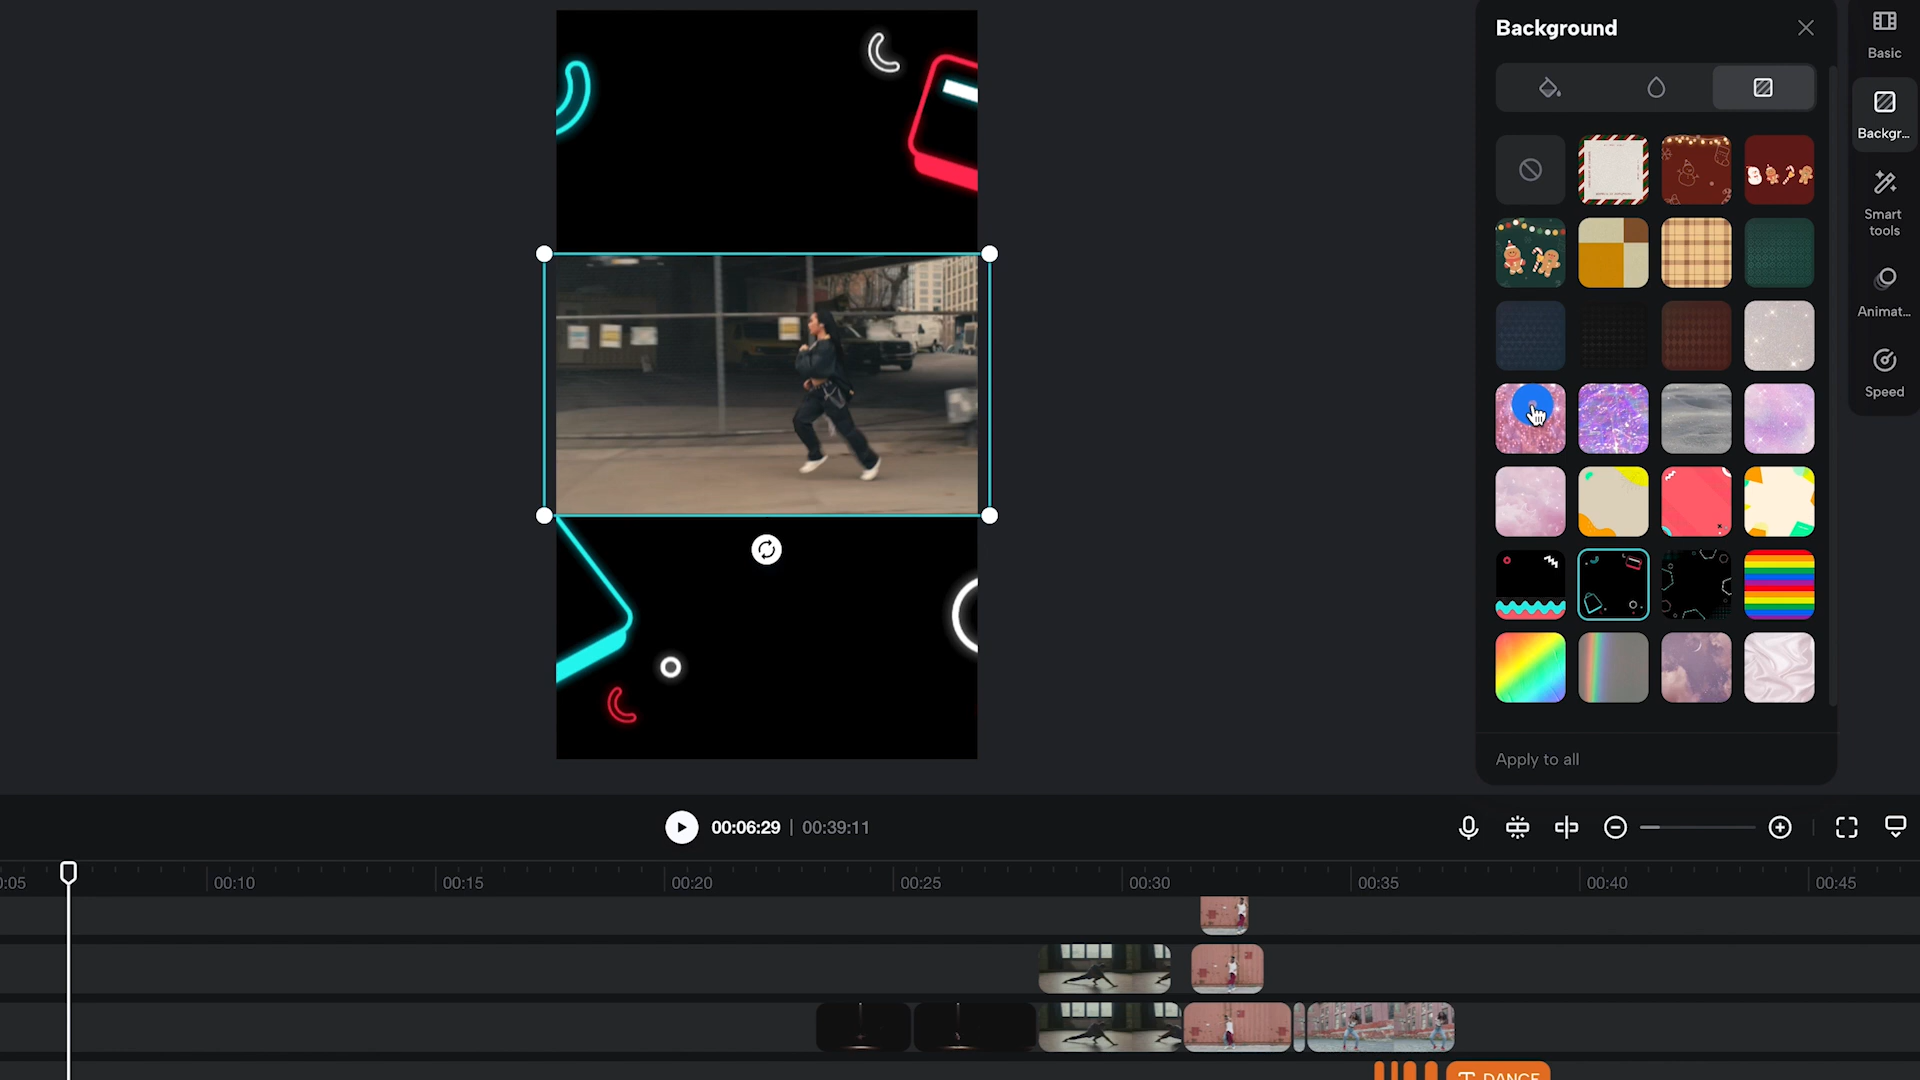 Background
Basic
Backgr...
Smart
tools
Animat...
Speed
Apply to all
00:06:29 | 00:39:11
0:05
00:10
00:15
00:20
00:25
00:30
00:35
00:40
00:45
DANCE